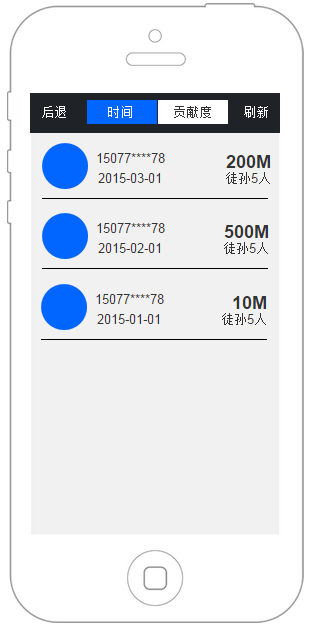 后退 时间 贡献度 刷新
15077****78 200M
2015-03-01 徒孙5人
15077****78 500M
2015-02-01 徒孙5人
15077****78 10M
2015-01-01 徒孙5人